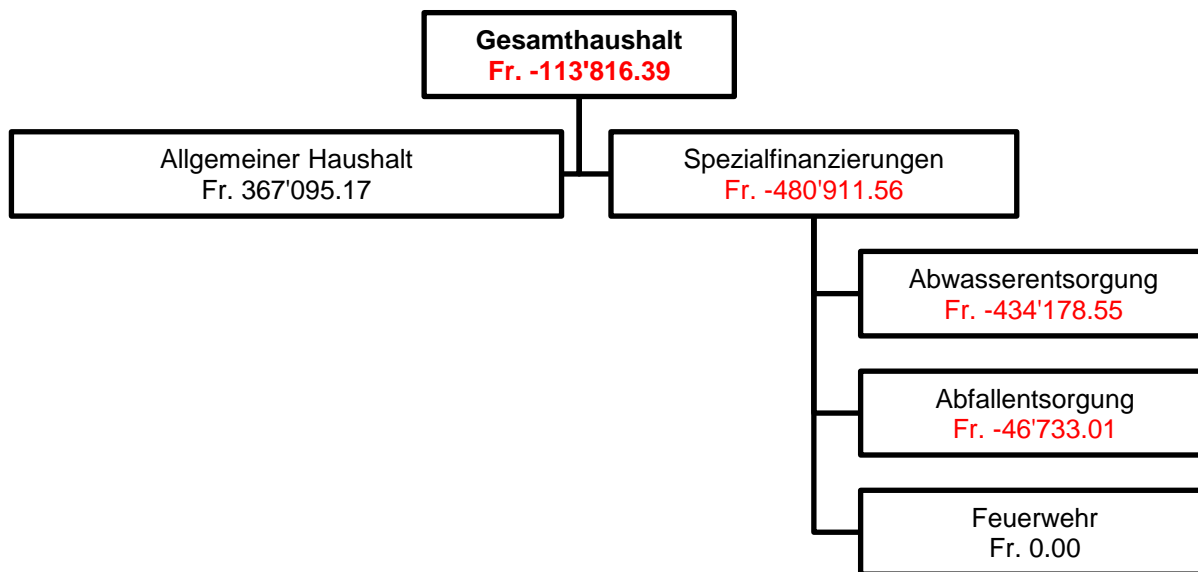 Gesamthaushalt
Fr. -113'816.39
Allgemeiner Haushalt
Fr. 367'095.17
Spezialfinanzierungen
Fr. -480'911.56
Abwasserentsorgung
Fr. -434'178.55
Abfallentsorgung
Fr. -46'733.01
Feuerwehr
Fr. 0.00